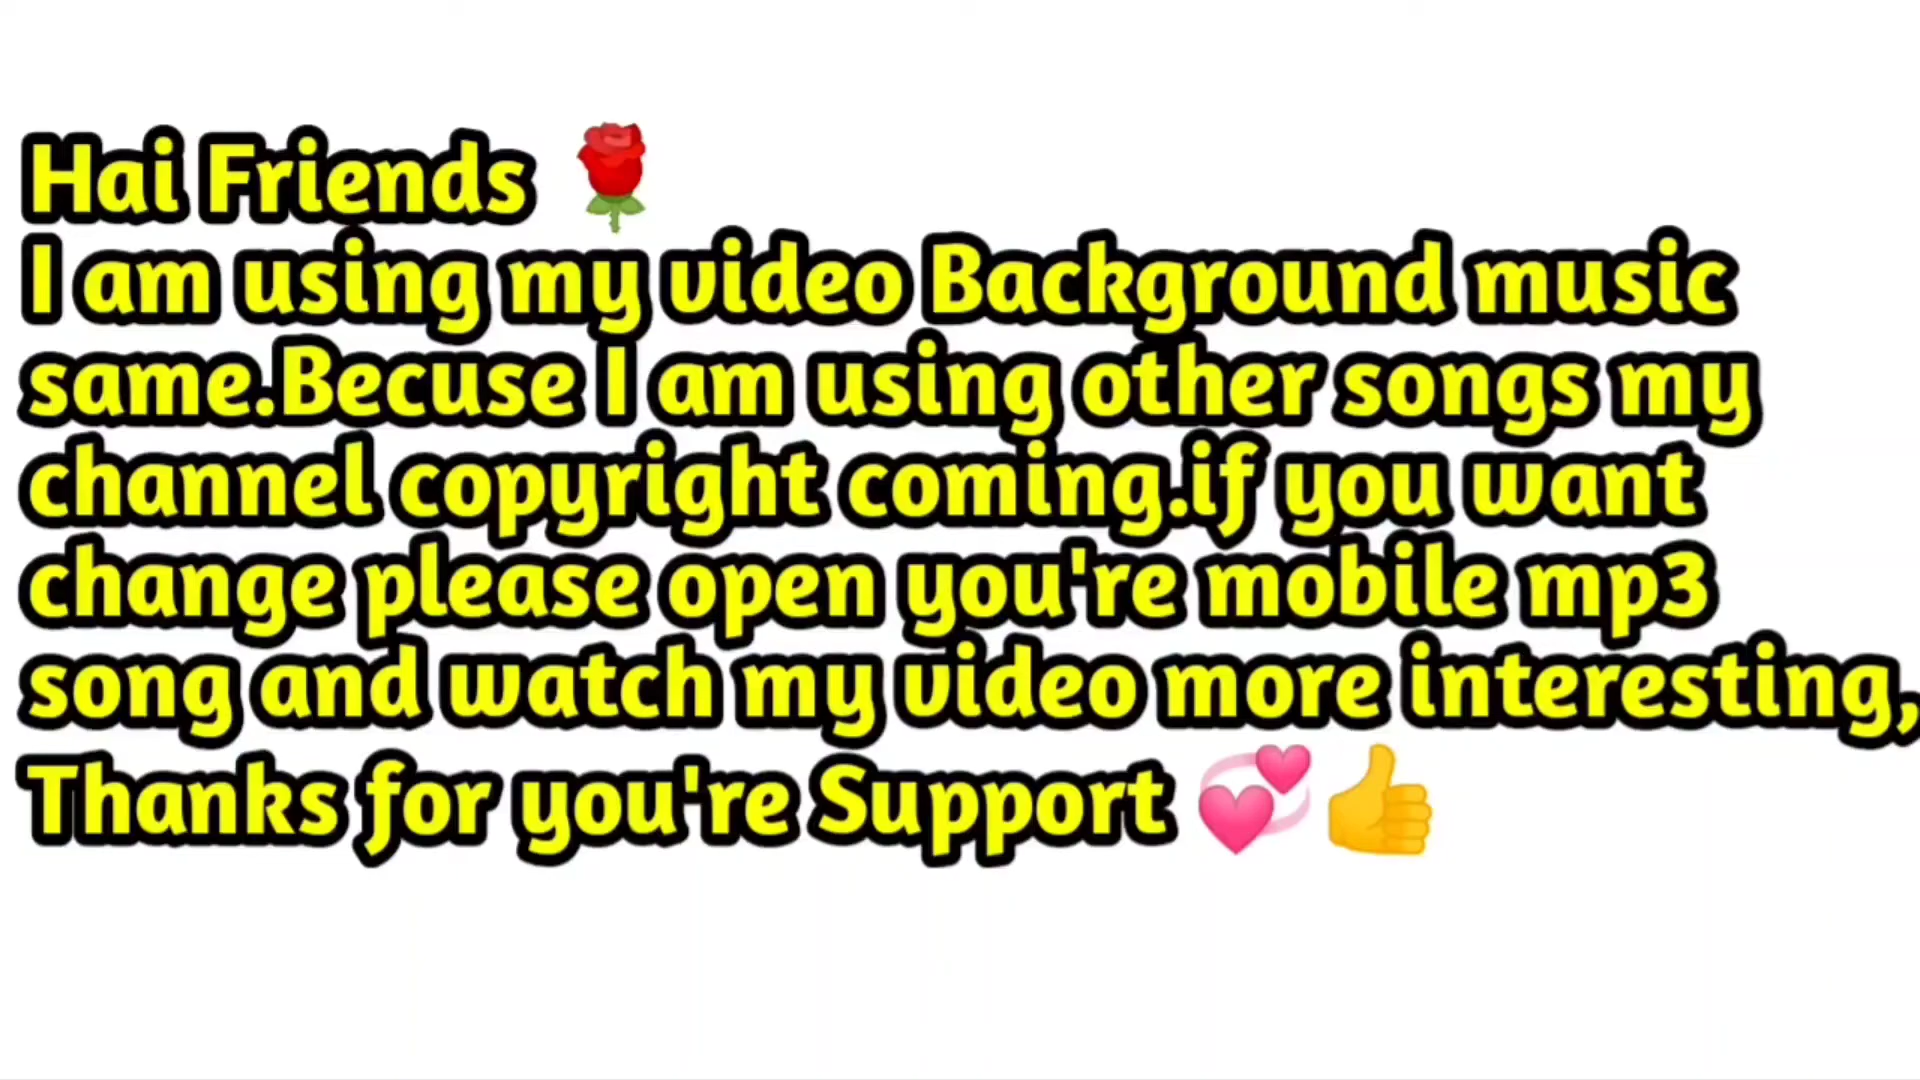 Hai Friends 🌹
I am using my video Background music
same.Becuse I am using other songs my
channel copyright coming.if you want
change please open you're mobile mp3
song and watch my video more interesting,
Thanks for you're Support 💞👍